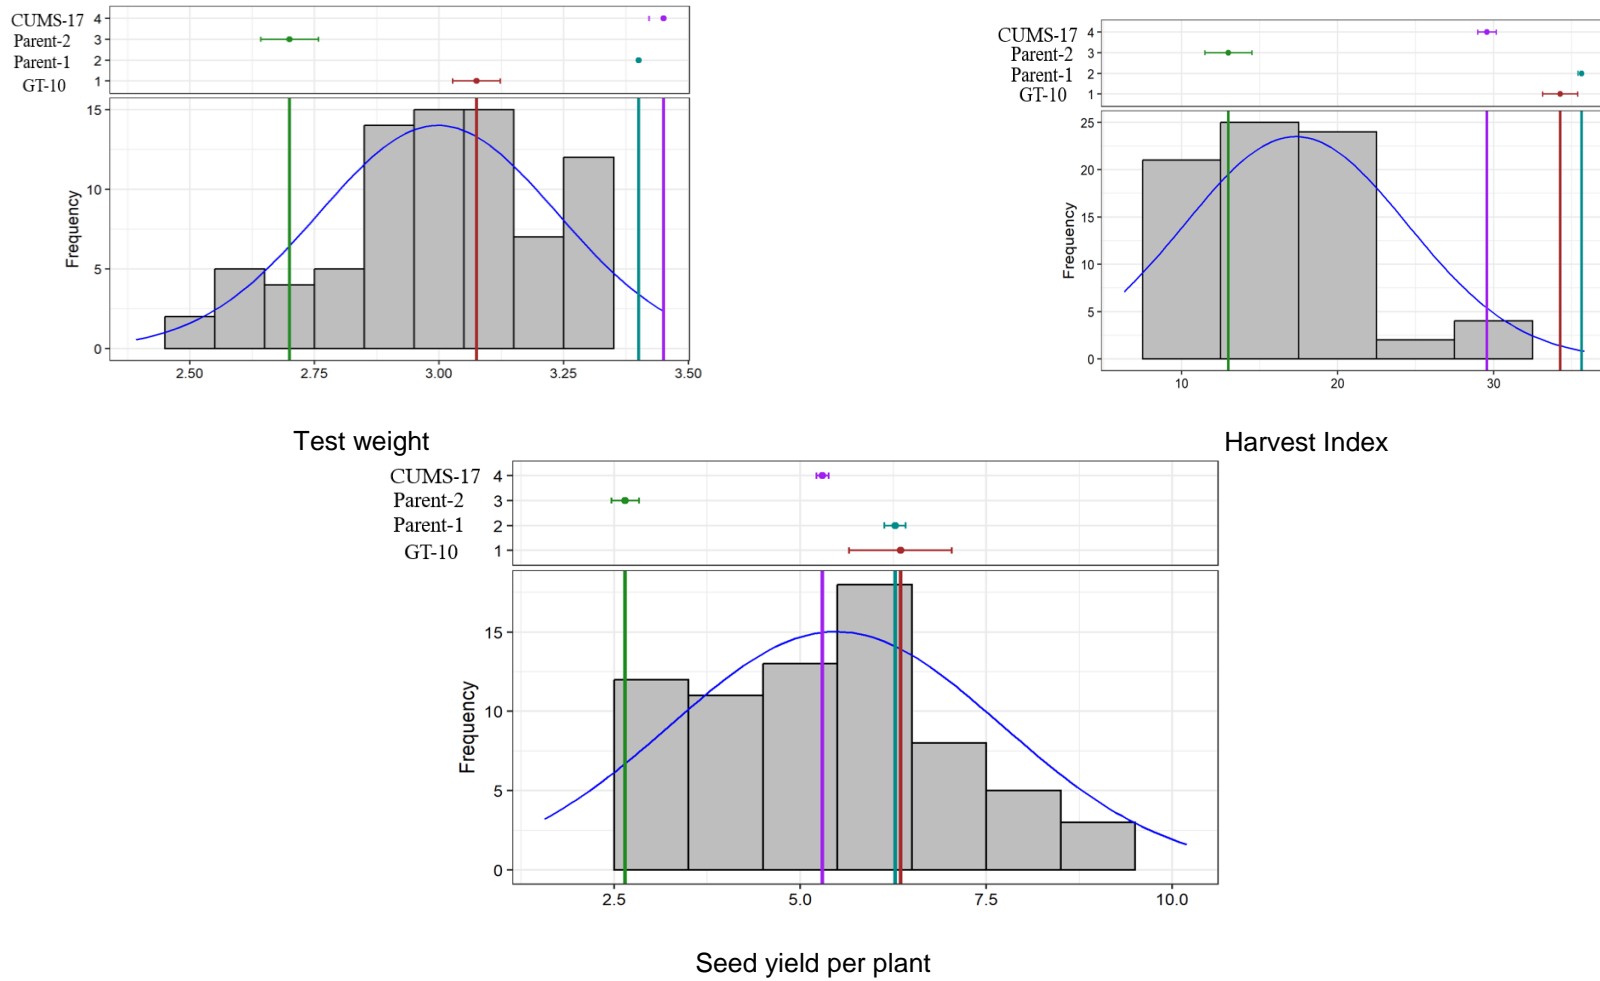 CUMS-17 4
Parent-2 3
Parent-1 2
GT-10 1
Frequency
15
10
5
0
2.50 2.75 3.00 3.25 3.50
Test weight
CUMS-17 4
Parent-2 3
Parent-1 2
GT-10 1
Frequency
25
20
15
10
5
0
10 20 30
Harvest Index
CUMS-17 4
Parent-2 3
Parent-1 2
GT-10 1
Frequency
15
10
5
0
2.5 5.0 7.5 10.0
Seed yield per plant